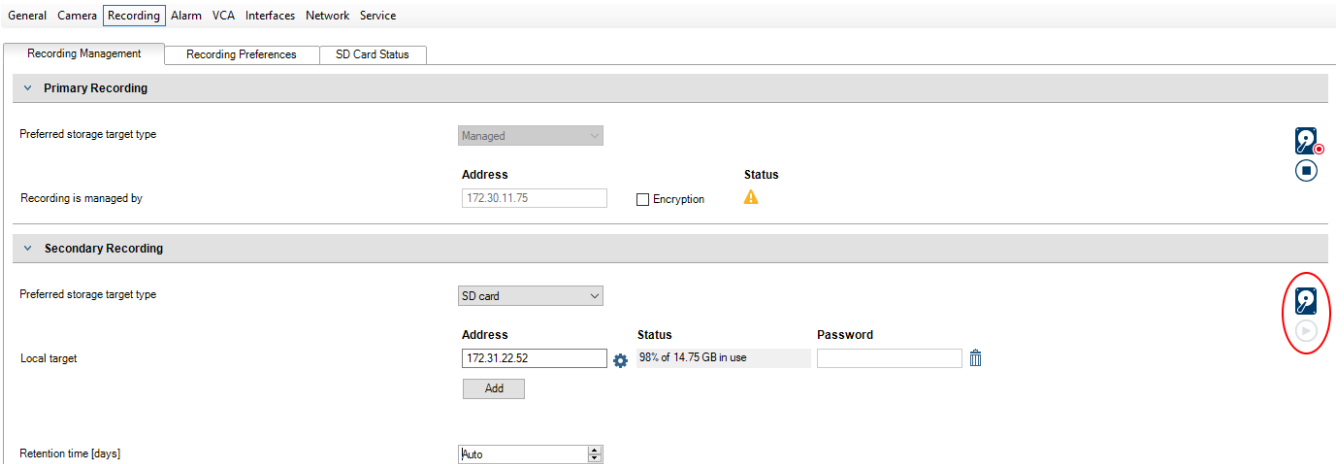 General Camera Recording Alarm VCA Interfaces Network Service
Recording Management Recording Preferences SD Card Status
Primary Recording
Preferred storage target type Managed
Address Status
Recording is managed by 172.30.11.75 Encryption
Secondary Recording
Preferred storage target type SD card
Address Status Password
Local target 172.31.22.52 98% of 14.75 GB in use
Add
Retention time [days] Auto